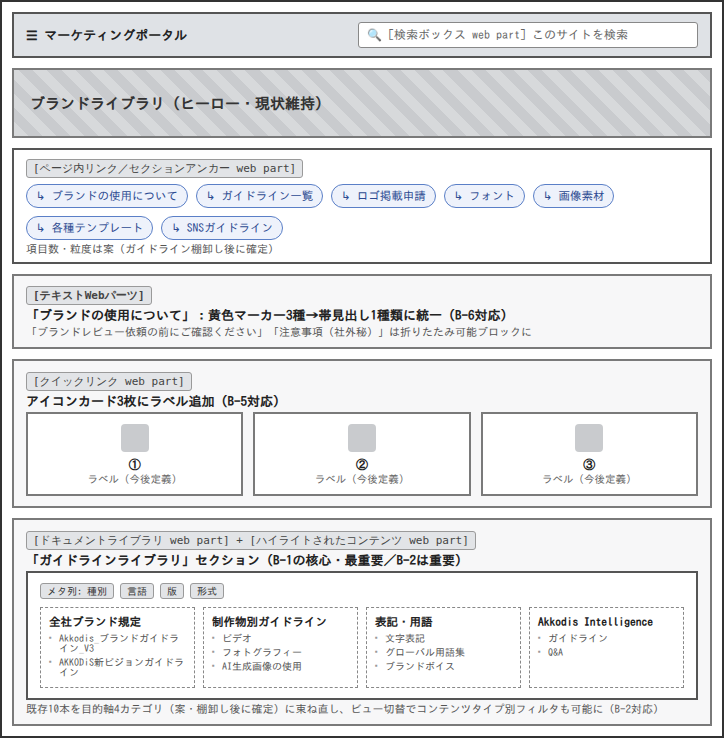 ☰ マーケティングポータル
🔍 [検索ボックス web part] このサイトを検索
ブランドライブラリ（ヒーロー・現状維持）
[ページ内リンク／セクションアンカー web part]
↳ ブランドの使用について
↳ ガイドライン一覧
↳ ロゴ掲載申請
↳ フォント
↳ 画像素材
↳ 各種テンプレート
↳ SNSガイドライン
項目数・粒度は案（ガイドライン棚卸し後に確定）
[テキストWebパーツ]
「ブランドの使用について」：黄色マーカー3種→帯見出し1種類に統一（B-6対応）
「ブランドレビュー依頼の前にご確認ください」「注意事項（社外秘）」は折りたたみ可能ブロックに
[クイックリンク web part]
アイコンカード3枚にラベル追加（B-5対応）
①
ラベル（今後定義）
②
ラベル（今後定義）
③
ラベル（今後定義）
[ドキュメントライブラリ web part] + [ハイライトされたコンテンツ web part]
「ガイドラインライブラリ」セクション（B-1の核心・最重要／B-2は重要）
メタ列: 種別
言語
版
形式
全社ブランド規定
• Akkodis_ブランドガイドラ
イン_V3
• AKKODiS新ビジョンガイドラ
イン
制作物別ガイドライン
• ビデオ
• フォトグラフィー
• AI生成画像の使用
表記・用語
• 文字表記
• グローバル用語集
• ブランドボイス
Akkodis Intelligence
• ガイドライン
• Q&A
既存10本を目的軸4カテゴリ（案・棚卸し後に確定）に束ね直し、ビュー切替でコンテンツタイプ別フィルタも可能に（B-2対応）